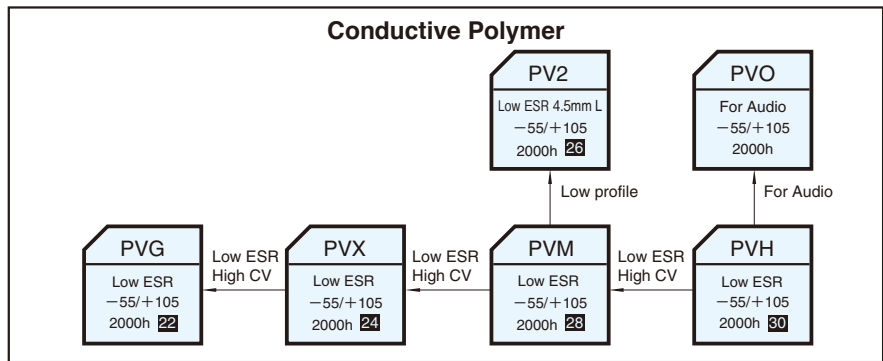 Conductive Polymer
PV2
Low ESR 4.5mm L
−55/+105
2000h 26
PVO
For Audio
−55/+105
2000h
Low profile
For Audio
PVG
Low ESR
−55/+105
2000h 22
Low ESR
High CV
PVX
Low ESR
−55/+105
2000h 24
Low ESR
High CV
PVM
Low ESR
−55/+105
2000h 28
Low ESR
High CV
PVH
Low ESR
−55/+105
2000h 30